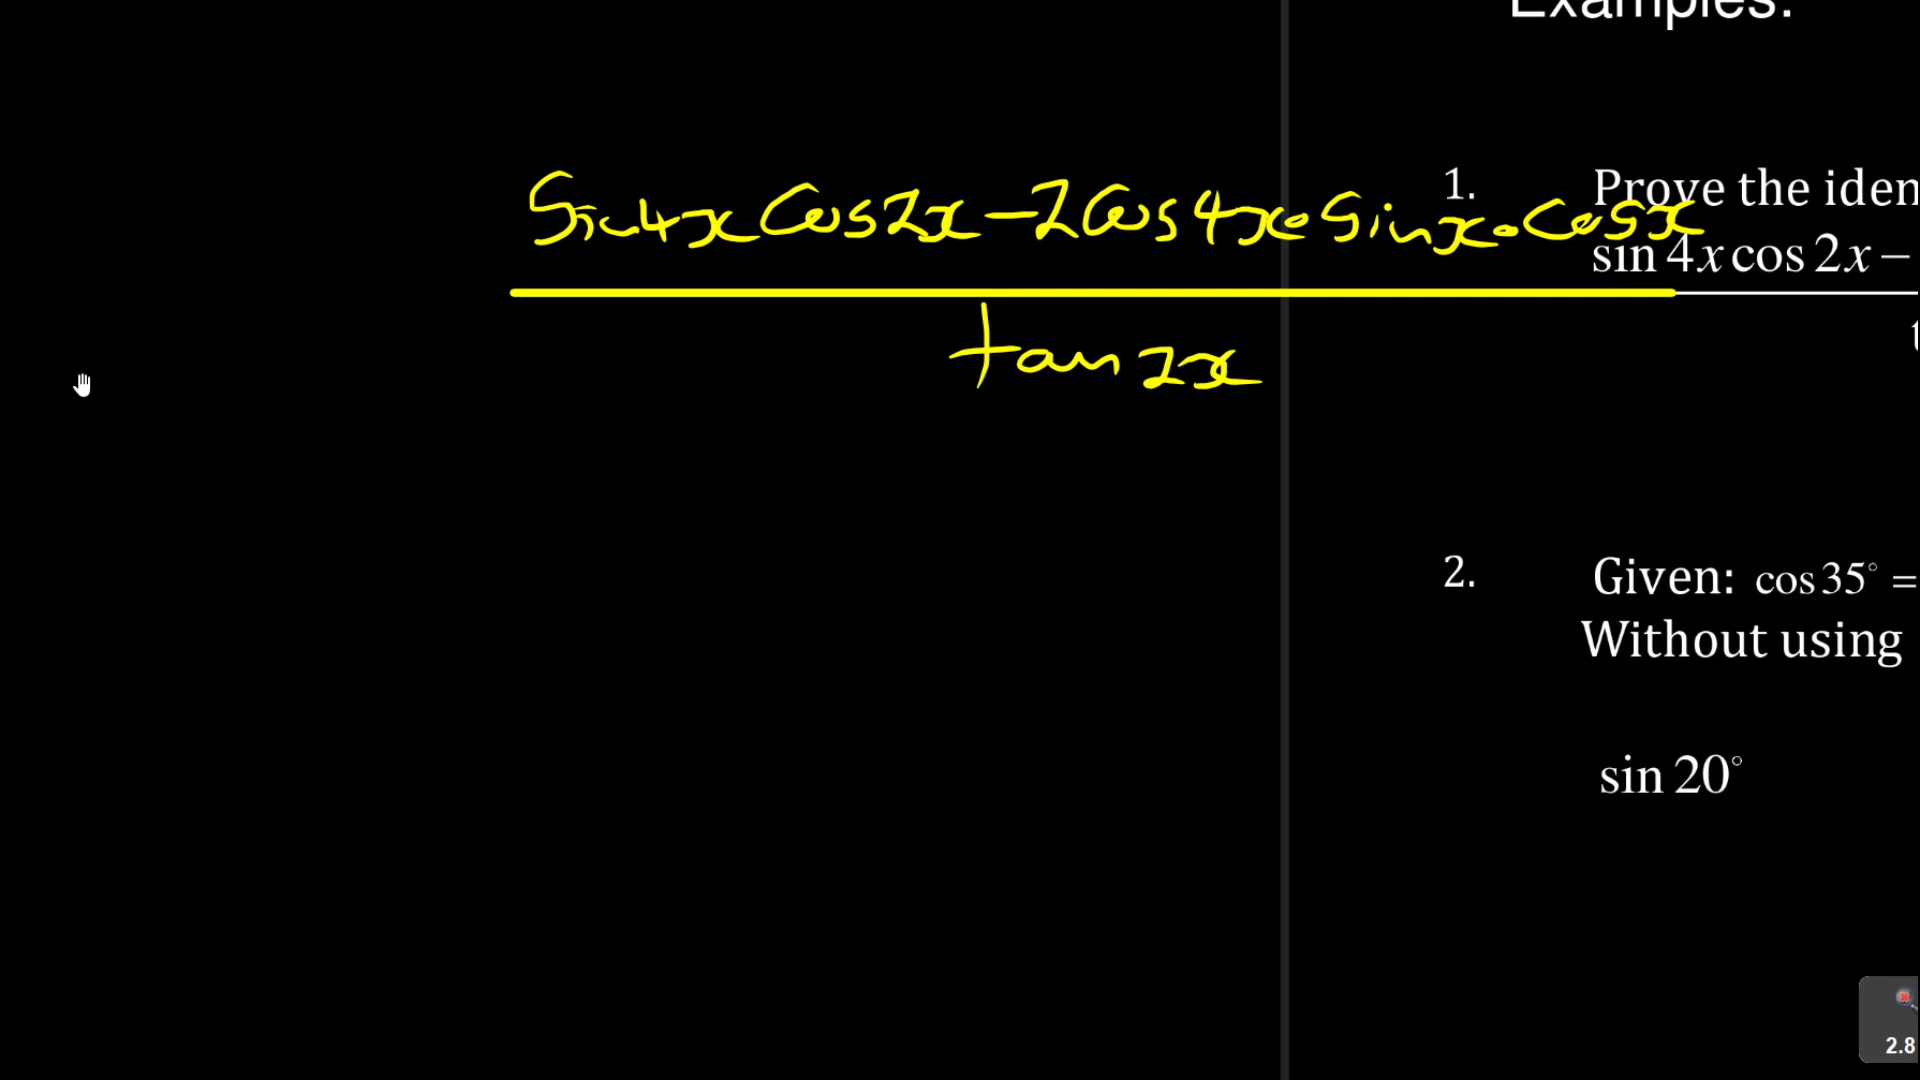 Examples:
Sin4x Cos2x - 2Cos4x • Sinx • Cosx
tan2x
1. Prove the iden
sin 4x cos 2x −
t
2. Given: cos 35° =
Without using
sin 20°
2.8